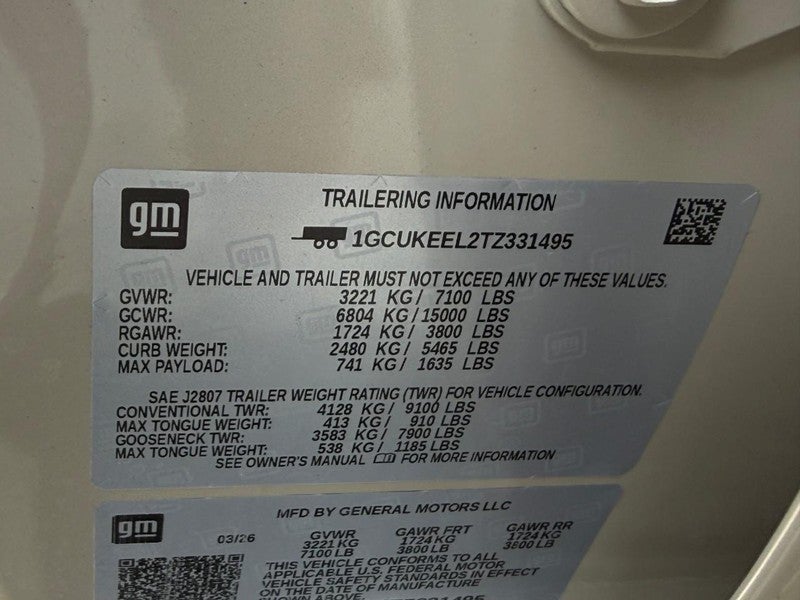 gm
TRAILERING INFORMATION
1GCUKEEL2TZ331495
VEHICLE AND TRAILER MUST NOT EXCEED ANY OF THESE VALUES.
GVWR: 3221 KG / 7100 LBS
GCWR: 6804 KG / 15000 LBS
RGAWR: 1724 KG / 3800 LBS
CURB WEIGHT: 2480 KG / 5465 LBS
MAX PAYLOAD: 741 KG / 1635 LBS
SAE J2807 TRAILER WEIGHT RATING (TWR) FOR VEHICLE CONFIGURATION.
CONVENTIONAL TWR: 4128 KG / 9100 LBS
MAX TONGUE WEIGHT: 413 KG / 910 LBS
GOOSENECK TWR: 3583 KG / 7900 LBS
MAX TONGUE WEIGHT: 538 KG / 1185 LBS
SEE OWNER'S MANUAL FOR MORE INFORMATION
gm
MFD BY GENERAL MOTORS LLC
03/26 GVWR GAWR FRT GAWR RR
3221 KG 1724 KG 1724 KG
7100 LB 3800 LB 3800 LB
THIS VEHICLE CONFORMS TO ALL
APPLICABLE U.S. FEDERAL MOTOR
VEHICLE SAFETY STANDARDS IN EFFECT
ON THE DATE OF MANUFACTURE
SHOWN ABOVE.